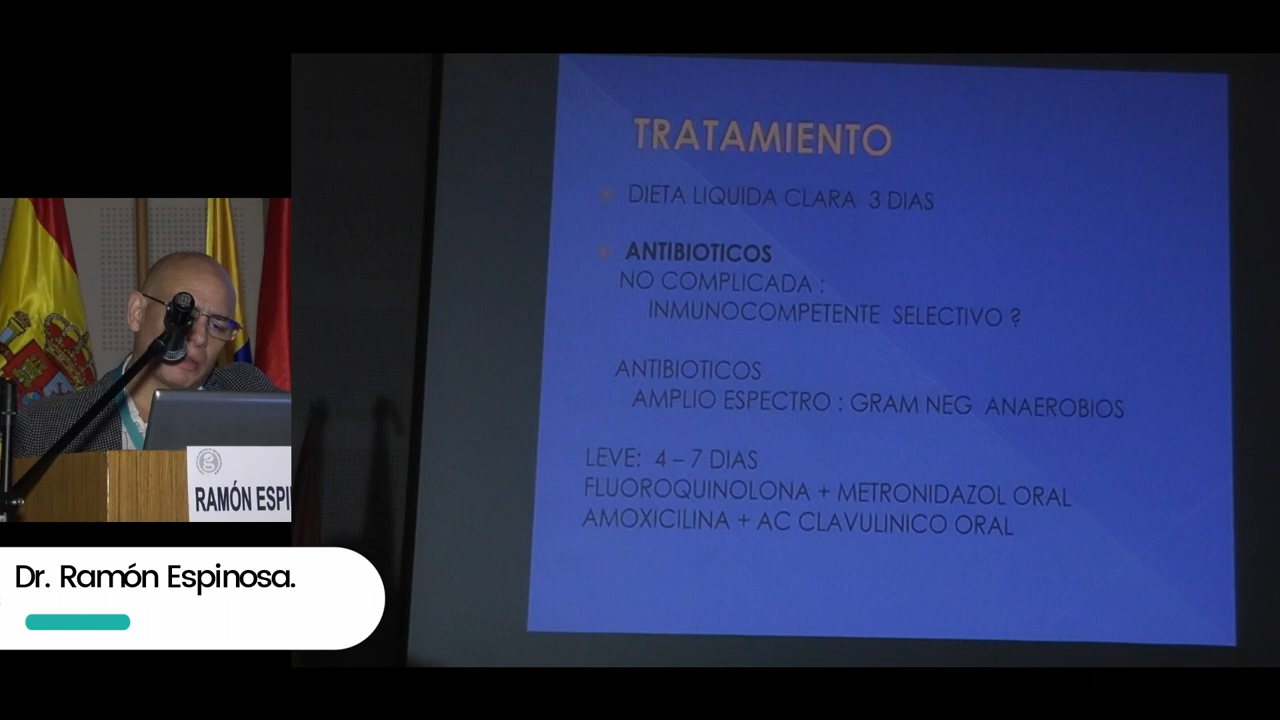 TRATAMIENTO
DIETA LIQUIDA CLARA 3 DIAS
ANTIBIOTICOS
NO COMPLICADA :
INMUNOCOMPETENTE SELECTIVO ?
ANTIBIOTICOS
AMPLIO ESPECTRO : GRAM NEG ANAEROBIOS
LEVE: 4 – 7 DIAS
FLUOROQUINOLONA + METRONIDAZOL ORAL
AMOXICILINA + AC CLAVULINICO ORAL
RAMÓN ESPI
Dr. Ramón Espinosa.